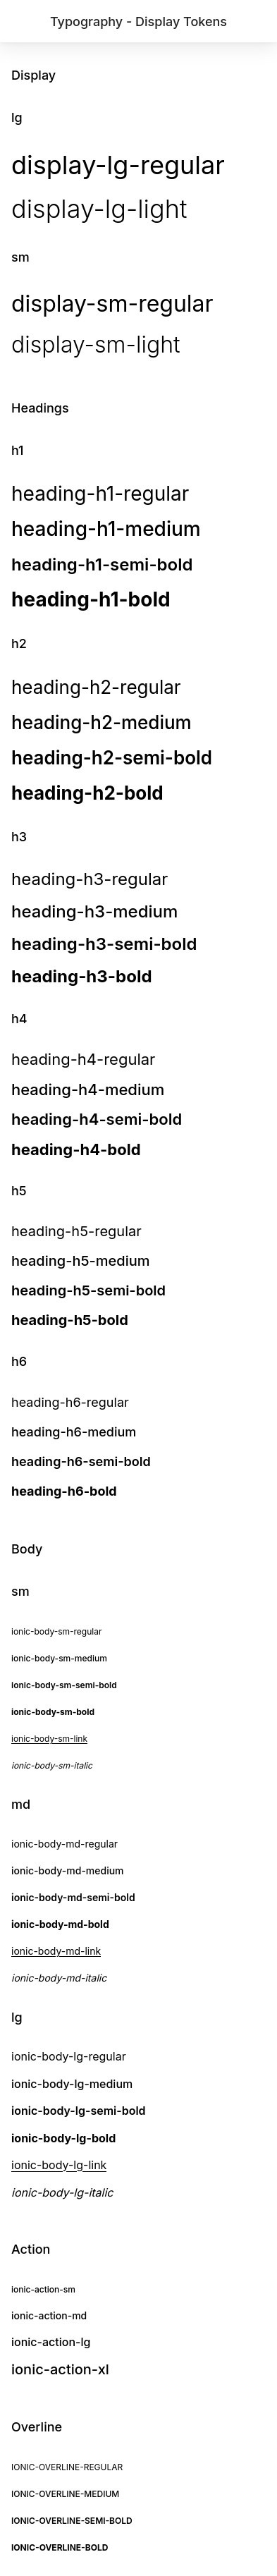 Typography - Display Tokens
Display
lg
display-lg-regular
display-lg-light
sm
display-sm-regular
display-sm-light
Headings
h1
heading-h1-regular
heading-h1-medium
heading-h1-semi-bold
heading-h1-bold
h2
heading-h2-regular
heading-h2-medium
heading-h2-semi-bold
heading-h2-bold
h3
heading-h3-regular
heading-h3-medium
heading-h3-semi-bold
heading-h3-bold
h4
heading-h4-regular
heading-h4-medium
heading-h4-semi-bold
heading-h4-bold
h5
heading-h5-regular
heading-h5-medium
heading-h5-semi-bold
heading-h5-bold
h6
heading-h6-regular
heading-h6-medium
heading-h6-semi-bold
heading-h6-bold
Body
sm
ionic-body-sm-regular
ionic-body-sm-medium
ionic-body-sm-semi-bold
ionic-body-sm-bold
ionic-body-sm-link
ionic-body-sm-italic
md
ionic-body-md-regular
ionic-body-md-medium
ionic-body-md-semi-bold
ionic-body-md-bold
ionic-body-md-link
ionic-body-md-italic
lg
ionic-body-lg-regular
ionic-body-lg-medium
ionic-body-lg-semi-bold
ionic-body-lg-bold
ionic-body-lg-link
ionic-body-lg-italic
Action
ionic-action-sm
ionic-action-md
ionic-action-lg
ionic-action-xl
Overline
IONIC-OVERLINE-REGULAR
IONIC-OVERLINE-MEDIUM
IONIC-OVERLINE-SEMI-BOLD
IONIC-OVERLINE-BOLD